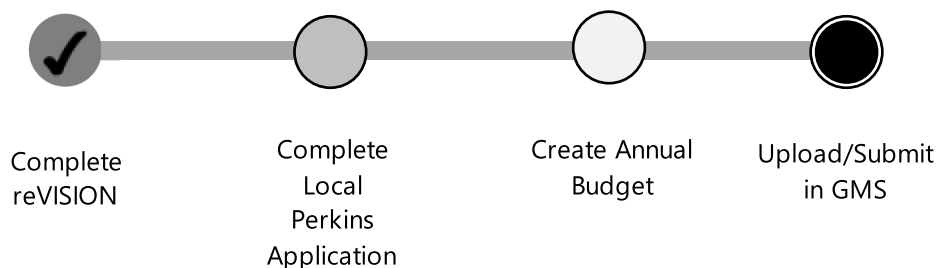 Complete
reVISION
Complete
Local
Perkins
Application
Create Annual
Budget
Upload/Submit
in GMS